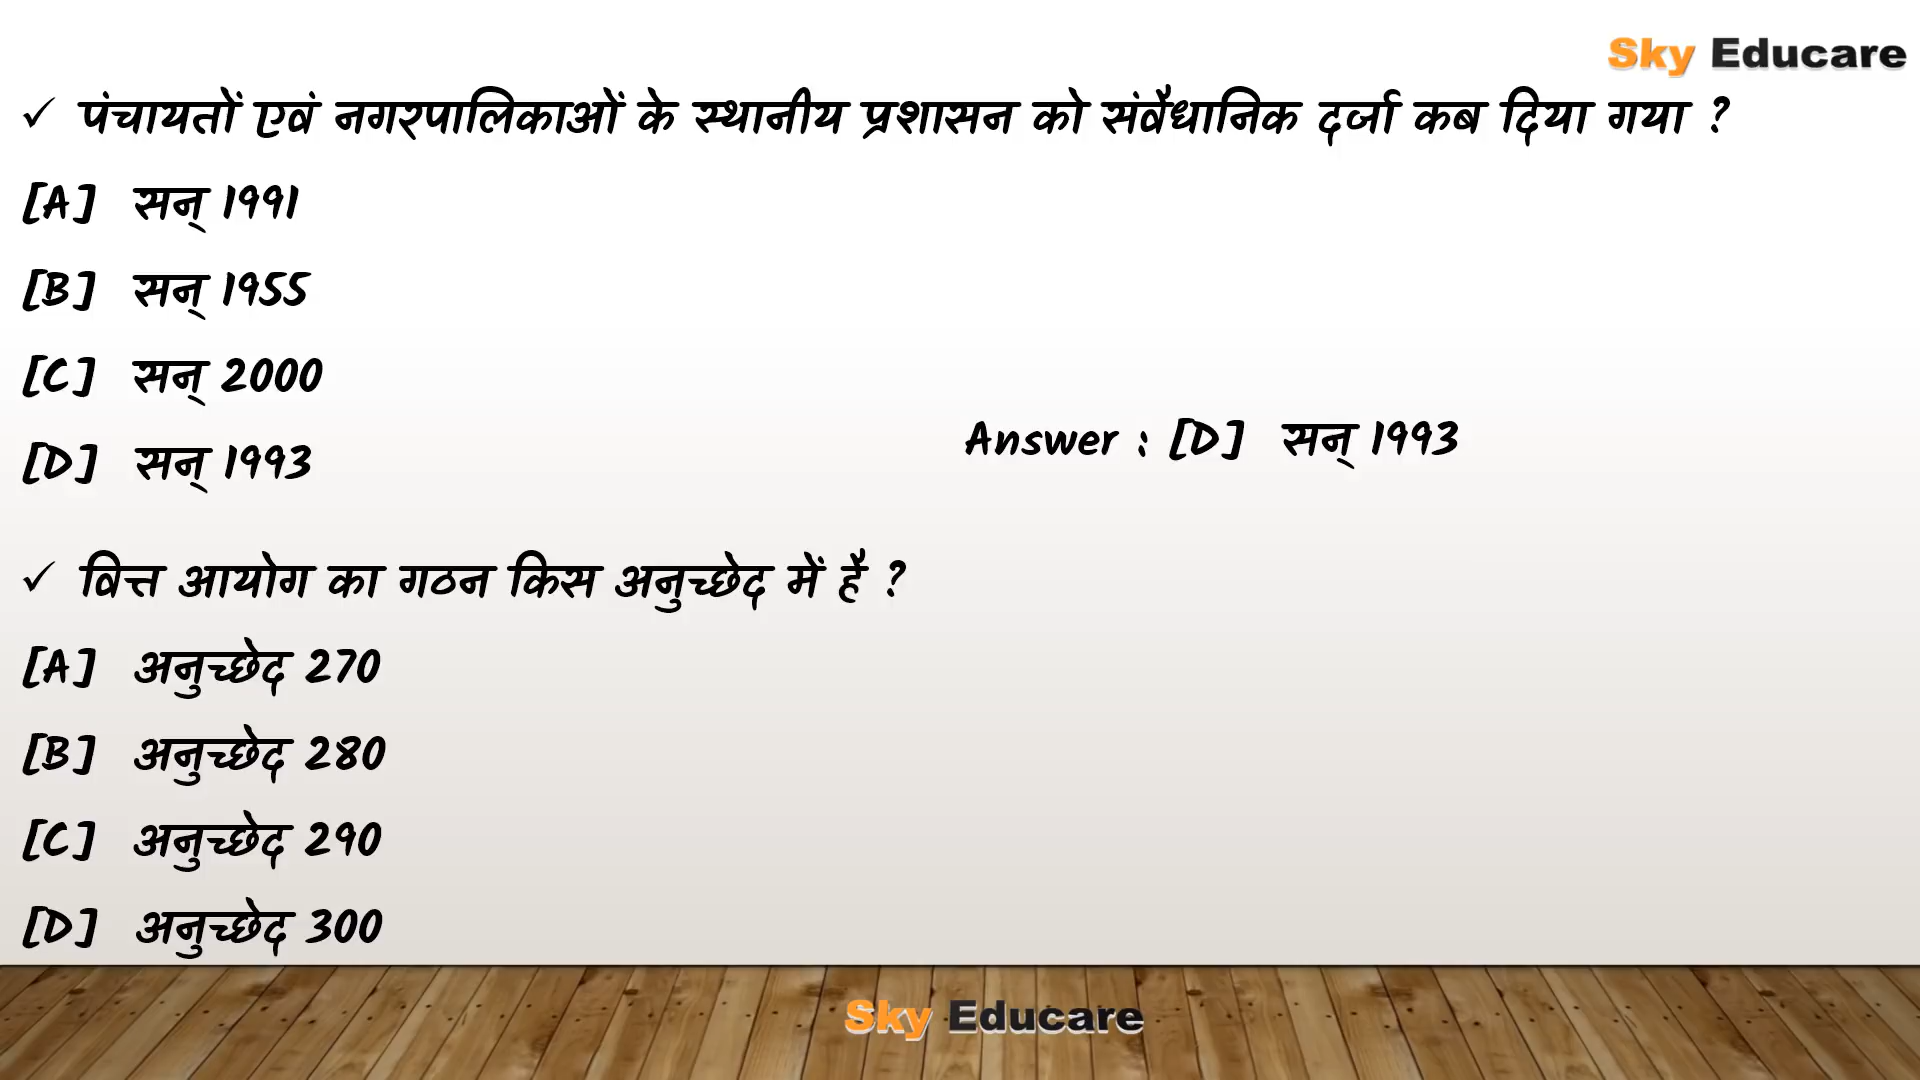 Sky Educare
✓ पंचायतों एवं नगरपालिकाओं के स्थानीय प्रशासन को संवैधानिक दर्जा कब दिया गया ?
[A] सन् 1991
[B] सन् 1955
[C] सन् 2000
[D] सन् 1993
Answer : [D] सन् 1993
✓ वित्त आयोग का गठन किस अनुच्छेद में है ?
[A] अनुच्छेद 270
[B] अनुच्छेद 280
[C] अनुच्छेद 290
[D] अनुच्छेद 300
Sky Educare